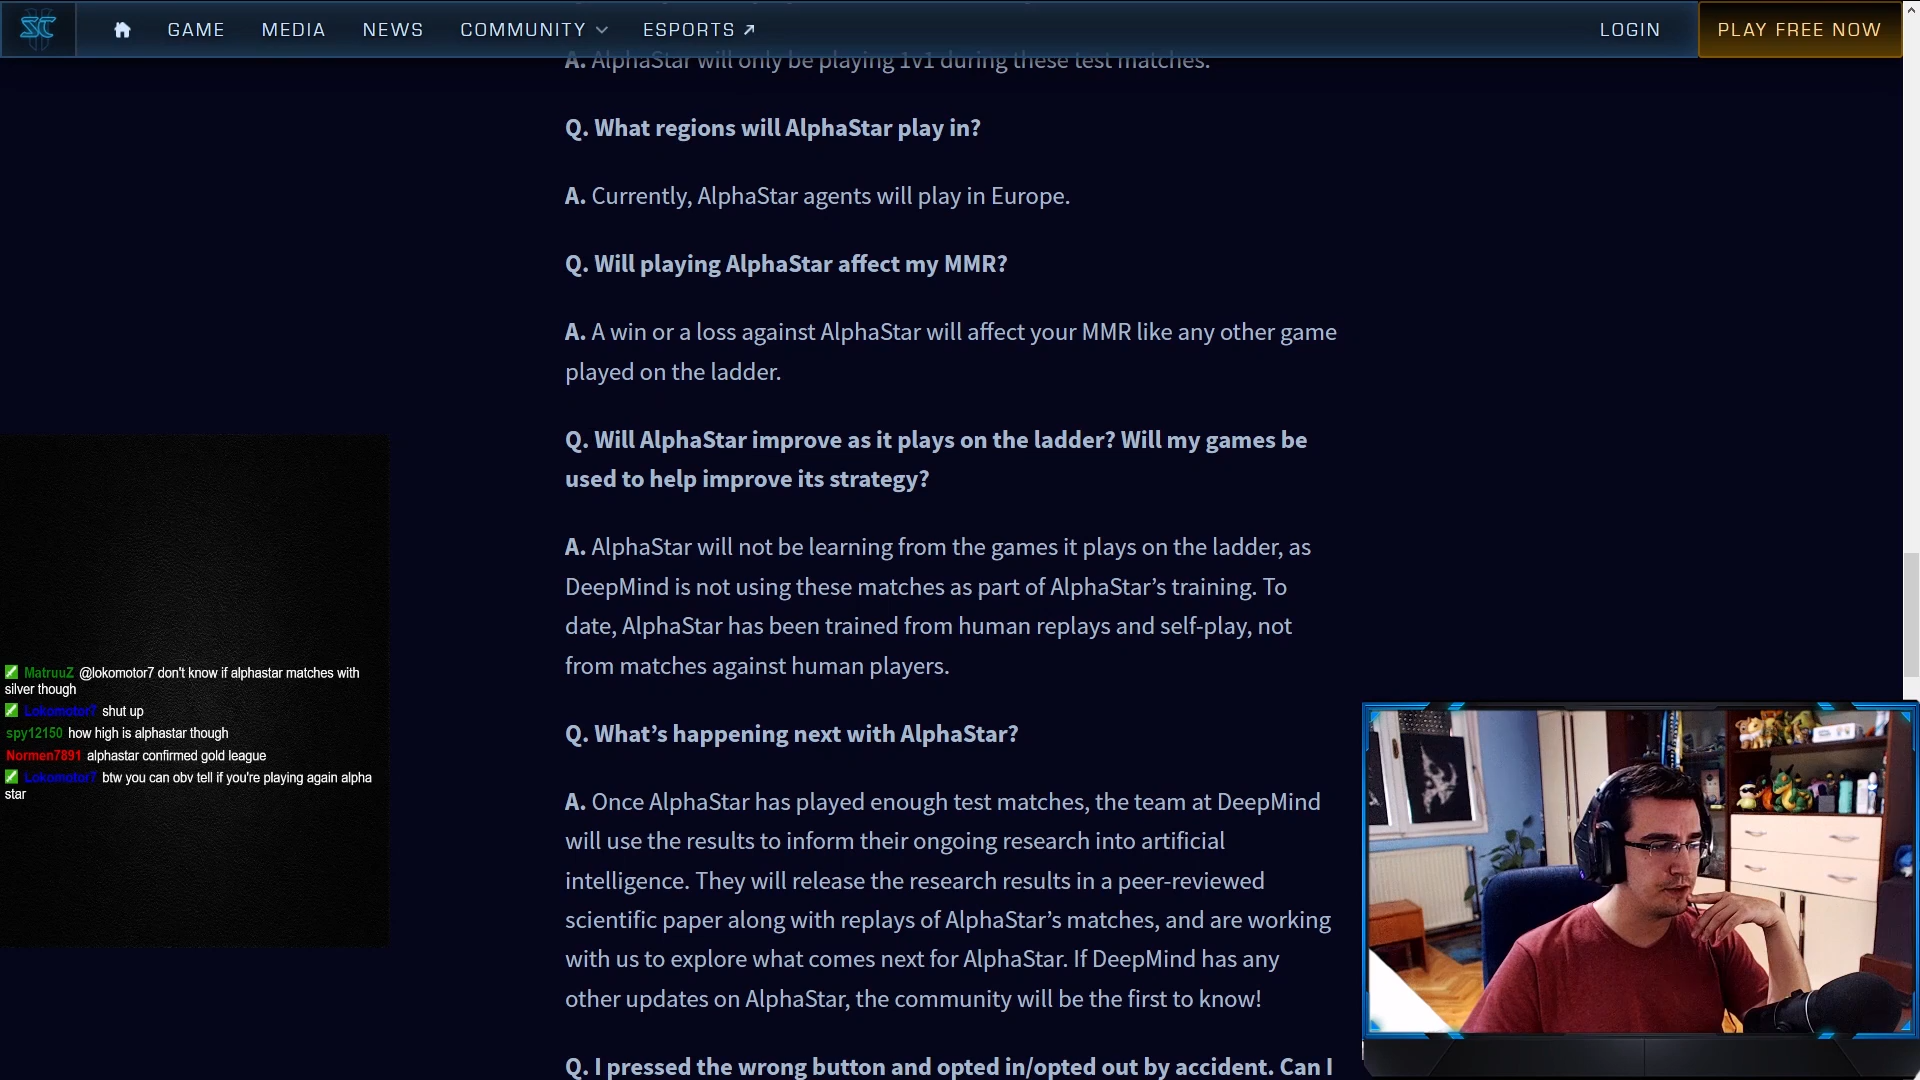 GAME MEDIA NEWS COMMUNITY ESPORTS LOGIN PLAY FREE NOW
A. AlphaStar will only be playing 1v1 during these test matches.
Q. What regions will AlphaStar play in?
A. Currently, AlphaStar agents will play in Europe.
Q. Will playing AlphaStar affect my MMR?
A. A win or a loss against AlphaStar will affect your MMR like any other game
played on the ladder.
Q. Will AlphaStar improve as it plays on the ladder? Will my games be
used to help improve its strategy?
A. AlphaStar will not be learning from the games it plays on the ladder, as
DeepMind is not using these matches as part of AlphaStar’s training. To
date, AlphaStar has been trained from human replays and self-play, not
from matches against human players.
Q. What’s happening next with AlphaStar?
A. Once AlphaStar has played enough test matches, the team at DeepMind
will use the results to inform their ongoing research into artificial
intelligence. They will release the research results in a peer-reviewed
scientific paper along with replays of AlphaStar’s matches, and are working
with us to explore what comes next for AlphaStar. If DeepMind has any
other updates on AlphaStar, the community will be the first to know!
Q. I pressed the wrong button and opted in/opted out by accident. Can I
MatruuZ @lokomotor7 don't know if alphastar matches with
silver though
Lokomotor7 shut up
spy12150 how high is alphastar though
Normen7891 alphastar confirmed gold league
Lokomotor7 btw you can obv tell if you're playing again alpha
star